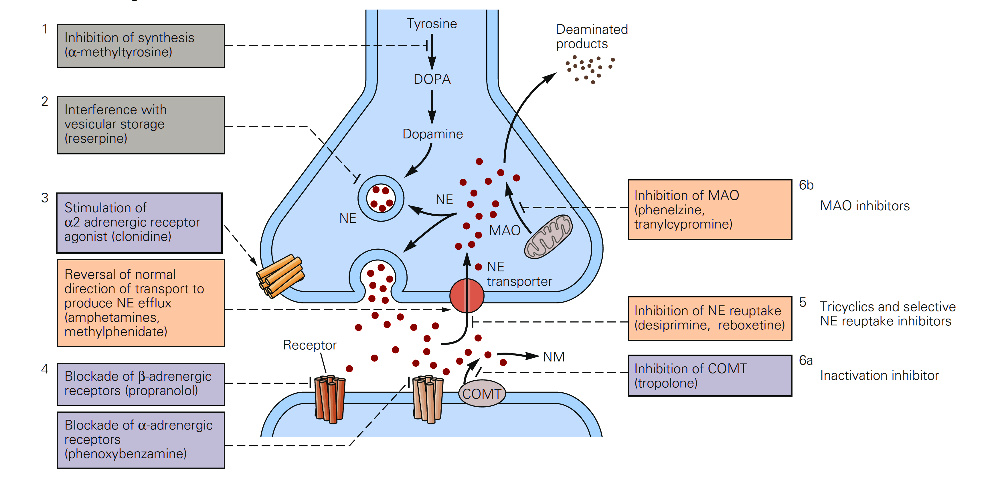 1
Inhibition of synthesis
(α-methyltyrosine)
2
Interference with
vesicular storage
(reserpine)
3
Stimulation of
α2 adrenergic receptor
agonist (clonidine)
Reversal of normal
direction of transport to
produce NE efflux
(amphetamines,
methylphenidate)
4
Blockade of β-adrenergic
receptors (propranolol)
Blockade of α-adrenergic
receptors
(phenoxybenzamine)
Tyrosine
DOPA
Dopamine
NE
NE
MAO
NE
transporter
Receptor
COMT
NM
Deaminated
products
Inhibition of MAO
(phenelzine,
tranylcypromine)
6b
MAO inhibitors
Inhibition of NE reuptake
(desiprimine, reboxetine)
5
Tricyclics and selective
NE reuptake inhibitors
Inhibition of COMT
(tropolone)
6a
Inactivation inhibitor